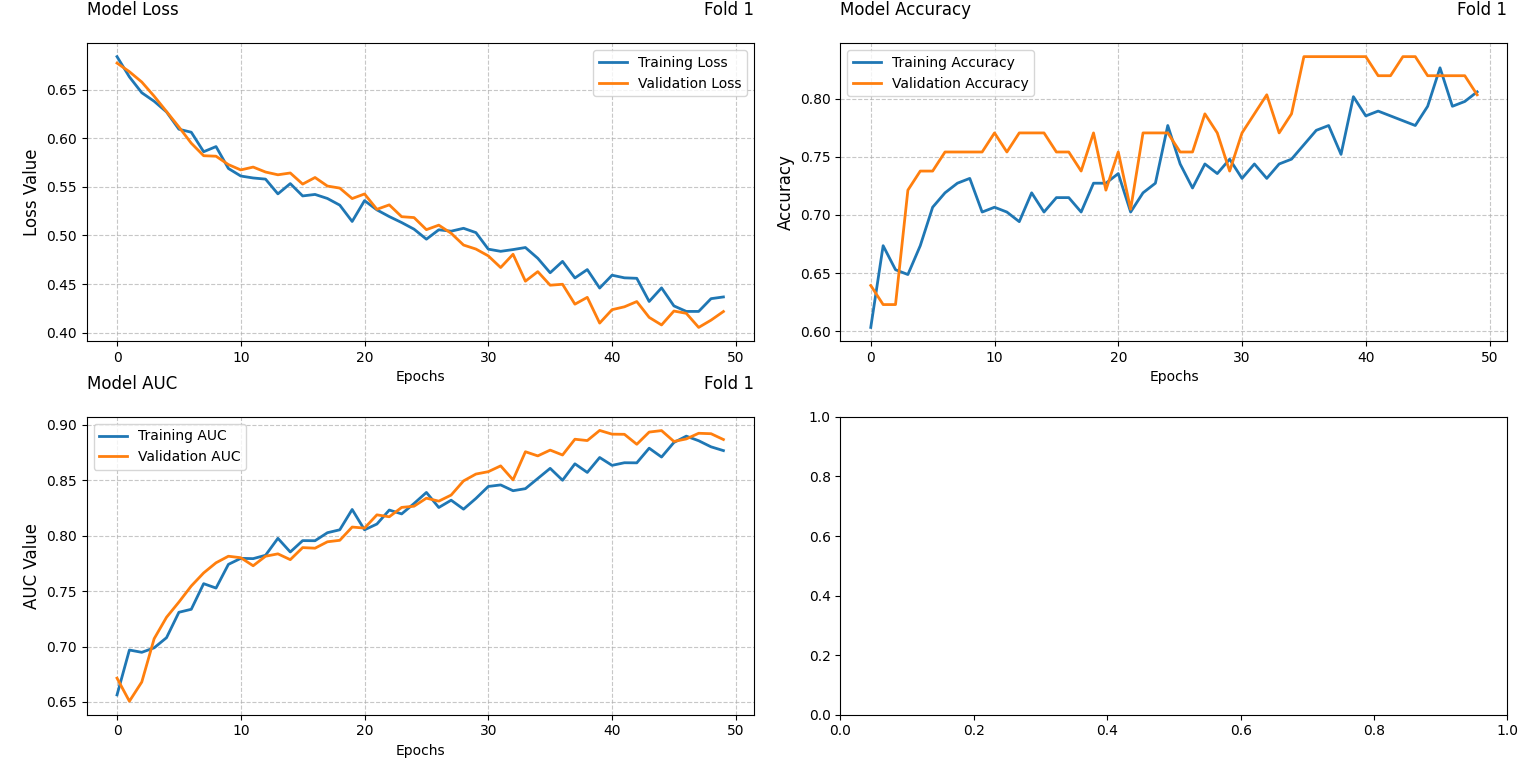 Model Loss Fold 1
Training Loss
Validation Loss
Loss Value
0.65
0.60
0.55
0.50
0.45
0.40
0 10 20 30 40 50
Epochs
Model Accuracy Fold 1
Training Accuracy
Validation Accuracy
Accuracy
0.80
0.75
0.70
0.65
0.60
0 10 20 30 40 50
Epochs
Model AUC Fold 1
Training AUC
Validation AUC
AUC Value
0.90
0.85
0.80
0.75
0.70
0.65
0 10 20 30 40 50
Epochs
1.0
0.8
0.6
0.4
0.2
0.0
0.0 0.2 0.4 0.6 0.8 1.0